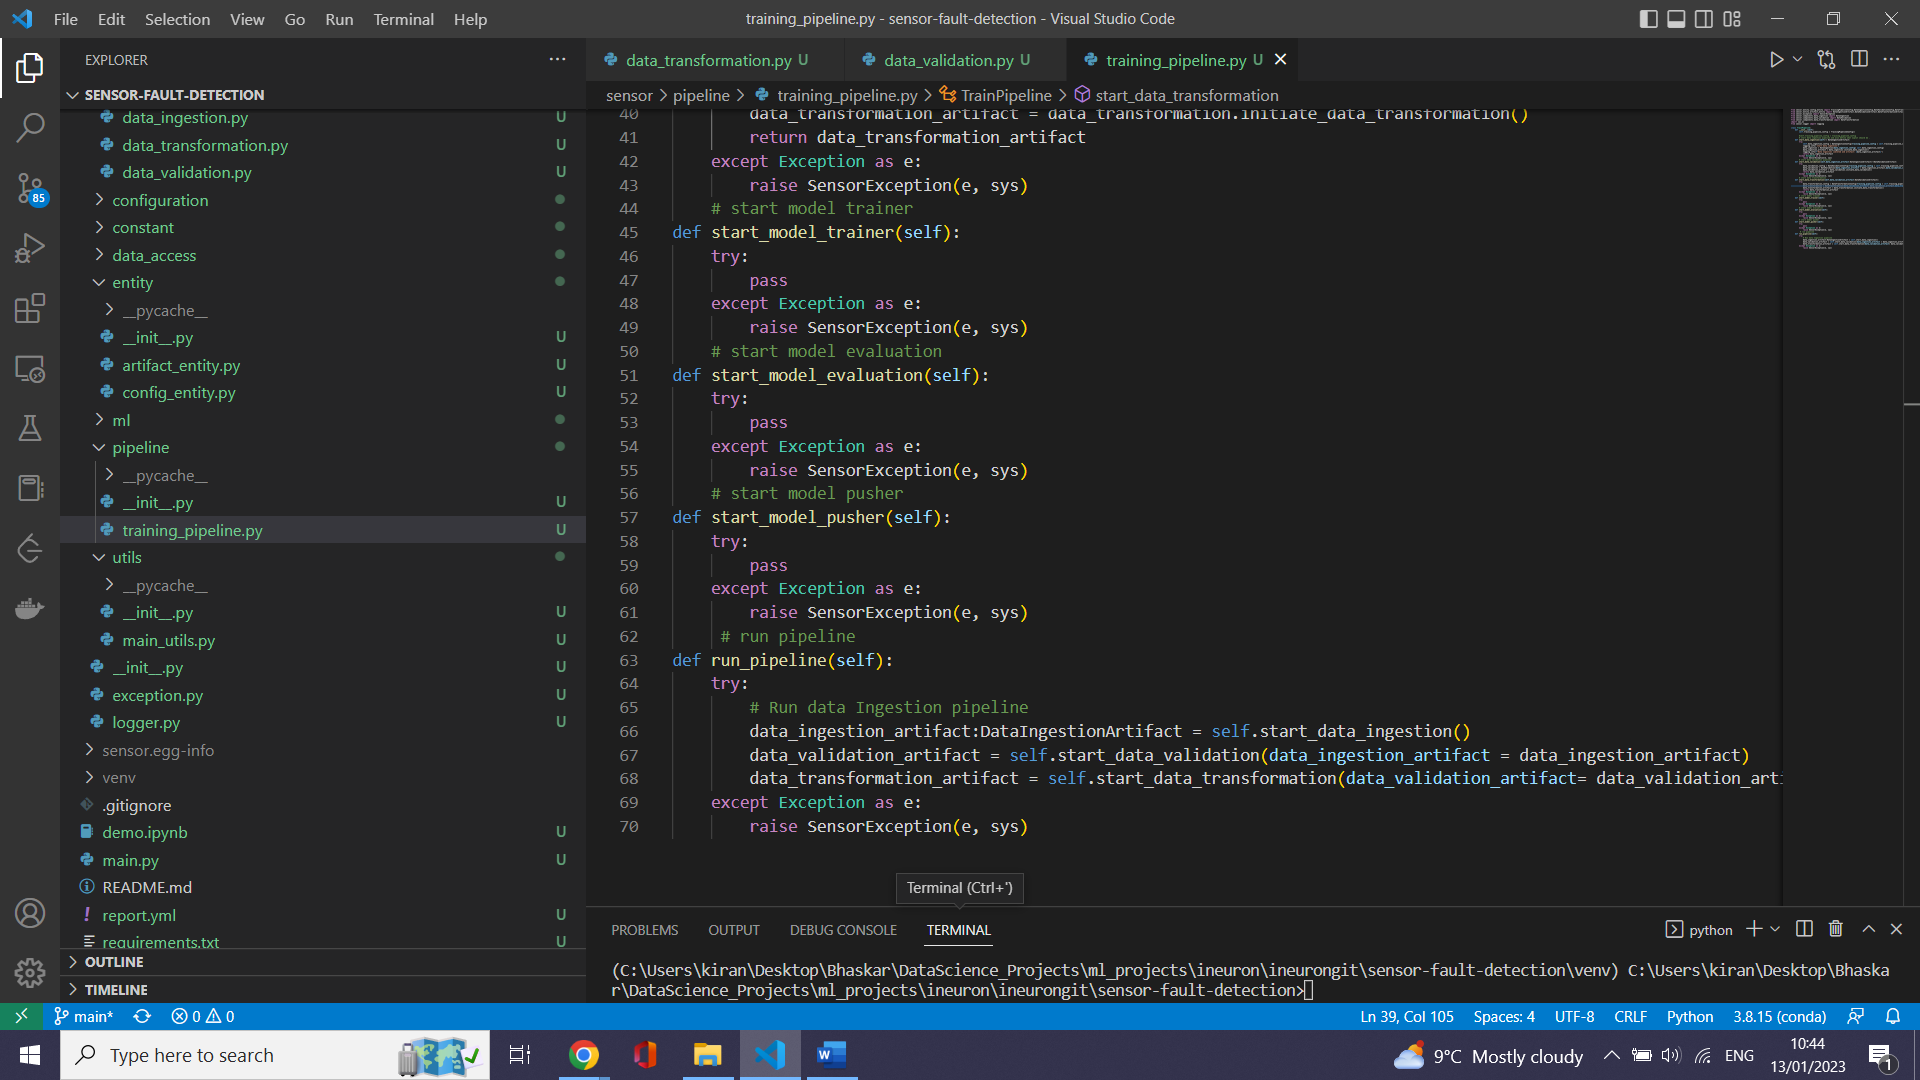 File Edit Selection View Go Run Terminal Help
training_pipeline.py - sensor-fault-detection - Visual Studio Code
EXPLORER
SENSOR-FAULT-DETECTION
data_ingestion.py U
data_transformation.py U
data_validation.py U
configuration
constant
data_access
entity
__pycache__
__init__.py U
artifact_entity.py U
config_entity.py U
ml
pipeline
__pycache__
__init__.py U
training_pipeline.py U
utils
__pycache__
__init__.py U
main_utils.py U
__init__.py U
exception.py U
logger.py U
sensor.egg-info
venv
.gitignore
demo.ipynb U
main.py U
README.md
report.yml U
requirements.txt U
OUTLINE
TIMELINE
85
data_transformation.py U
data_validation.py U
training_pipeline.py U
sensor > pipeline > training_pipeline.py > TrainPipeline > start_data_transformation
40 data_transformation_artifact = data_transformation.initiate_data_transformation()
41 return data_transformation_artifact
42 except Exception as e:
43 raise SensorException(e, sys)
44 # start model trainer
45 def start_model_trainer(self):
46 try:
47 pass
48 except Exception as e:
49 raise SensorException(e, sys)
50 # start model evaluation
51 def start_model_evaluation(self):
52 try:
53 pass
54 except Exception as e:
55 raise SensorException(e, sys)
56 # start model pusher
57 def start_model_pusher(self):
58 try:
59 pass
60 except Exception as e:
61 raise SensorException(e, sys)
62 # run pipeline
63 def run_pipeline(self):
64 try:
65 # Run data Ingestion pipeline
66 data_ingestion_artifact:DataIngestionArtifact = self.start_data_ingestion()
67 data_validation_artifact = self.start_data_validation(data_ingestion_artifact = data_ingestion_artifact)
68 data_transformation_artifact = self.start_data_transformation(data_validation_artifact= data_validation_arti
69 except Exception as e:
70 raise SensorException(e, sys)
Terminal (Ctrl+')
PROBLEMS OUTPUT DEBUG CONSOLE TERMINAL
python
(C:\Users\kiran\Desktop\Bhaskar\DataScience_Projects\ml_projects\ineuron\ineurongit\sensor-fault-detection\venv) C:\Users\kiran\Desktop\Bhaska
r\DataScience_Projects\ml_projects\ineuron\ineurongit\sensor-fault-detection>
main* 0 0
Ln 39, Col 105 Spaces: 4 UTF-8 CRLF Python 3.8.15 (conda)
Type here to search
9°C Mostly cloudy
ENG
10:44
13/01/2023
1